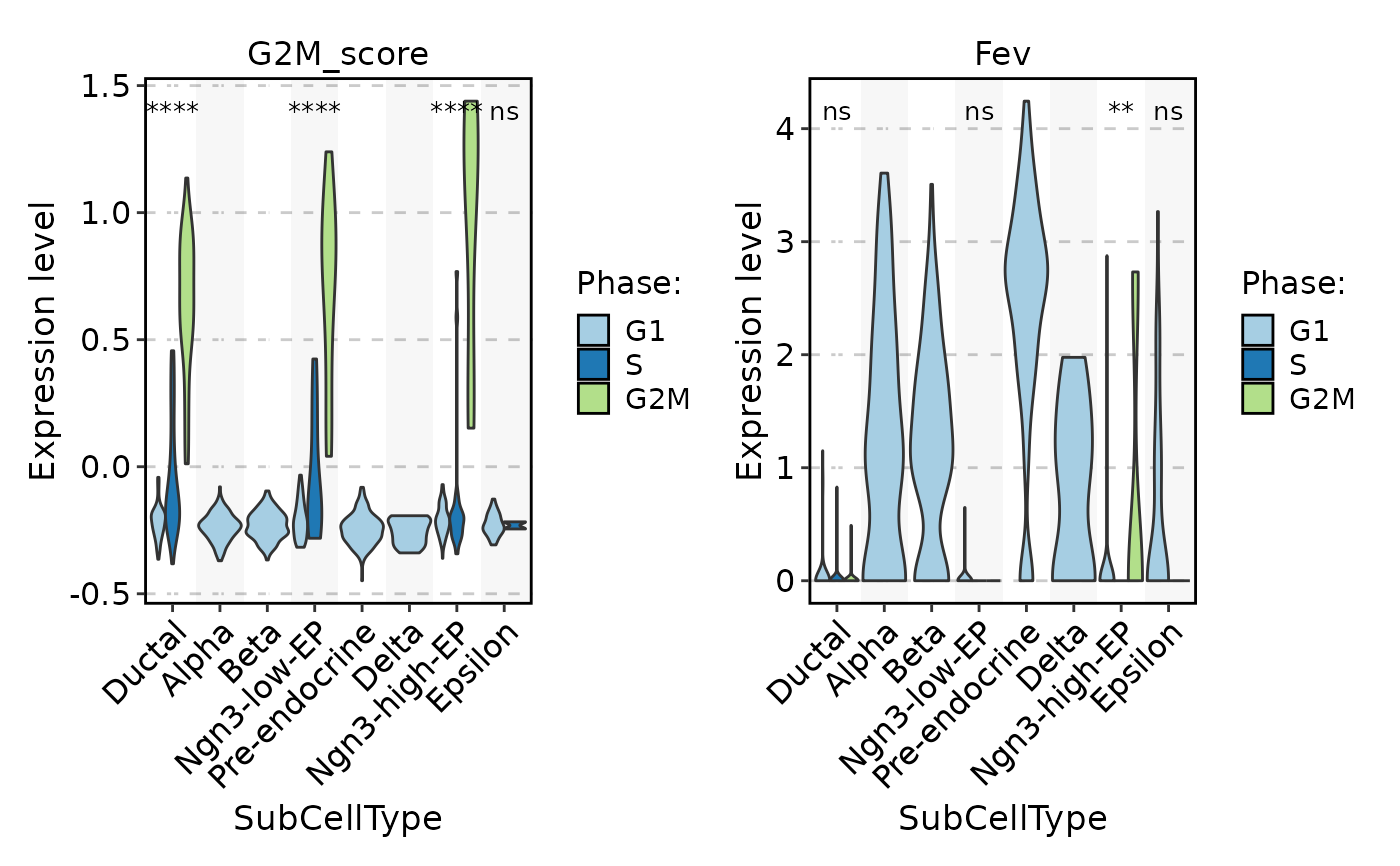 G2M_score
Expression level
1.5
1.0
0.5
0.0
-0.5
**** **** **** ns
Ductal
Alpha
Beta
Ngn3-low-EP
Pre-endocrine
Delta
Ngn3-high-EP
Epsilon
SubCellType
Phase:
G1
S
G2M
Fev
Expression level
4
3
2
1
0
ns ns ** ns
Ductal
Alpha
Beta
Ngn3-low-EP
Pre-endocrine
Delta
Ngn3-high-EP
Epsilon
SubCellType
Phase:
G1
S
G2M